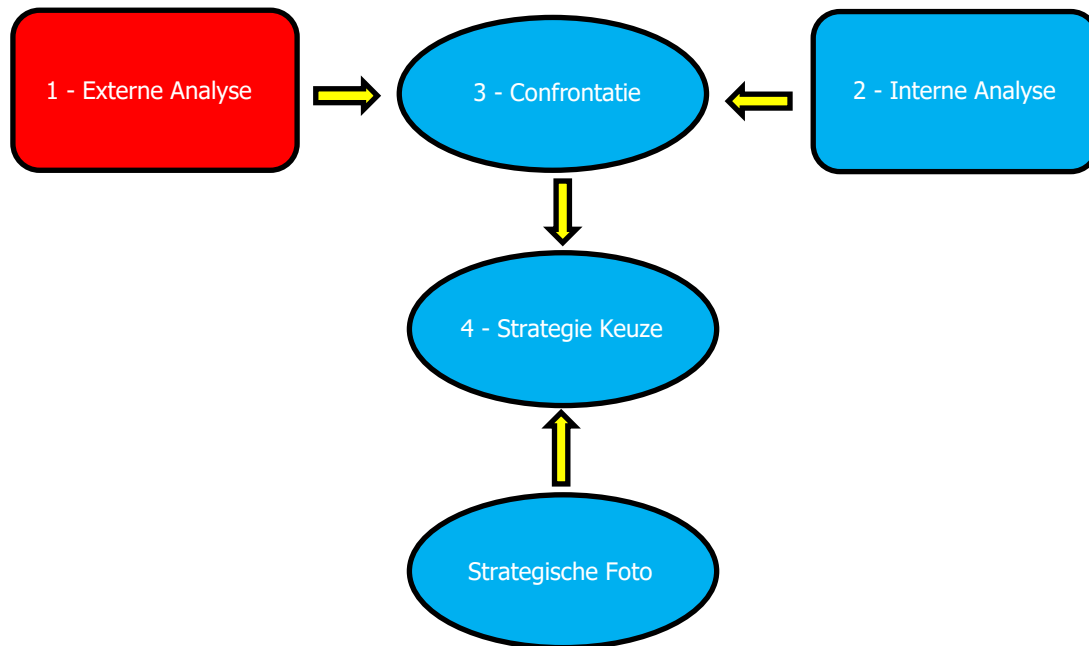 1 - Externe Analyse
3 - Confrontatie
2 - Interne Analyse
4 - Strategie Keuze
Strategische Foto